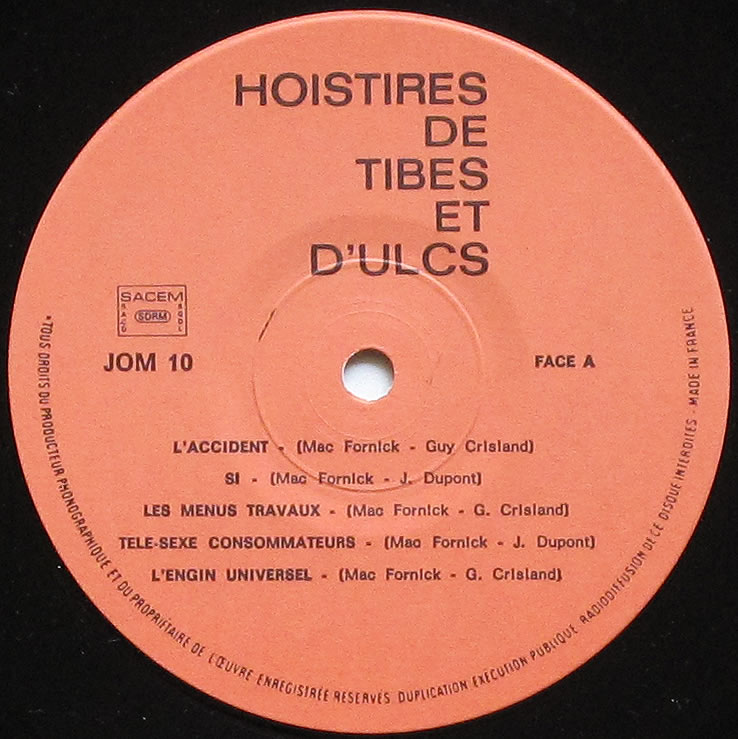 HOISTIRES
DE
TIBES
ET
D'ULCS
SACEM
SDRM
JOM 10
FACE A
L'ACCIDENT - (Mac Fornick - Guy Crisland)
SI - (Mac Fornick - J. Dupont)
LES MENUS TRAVAUX - (Mac Fornick - G. Crisland)
TELE-SEXE CONSOMMATEURS - (Mac Fornick - J. Dupont)
L'ENGIN UNIVERSEL - (Mac Fornick - G. Crisland)
*TOUS DROITS DU PRODUCTEUR PHONOGRAPHIQUE ET DU PROPRIÉTAIRE DE L'ŒUVRE ENREGISTRÉE RESERVÉS DUPLICATION EXÉCUTION PUBLIQUE RADIODIFFUSION DE CE DISQUE INTERDITES - MADE IN FRANCE